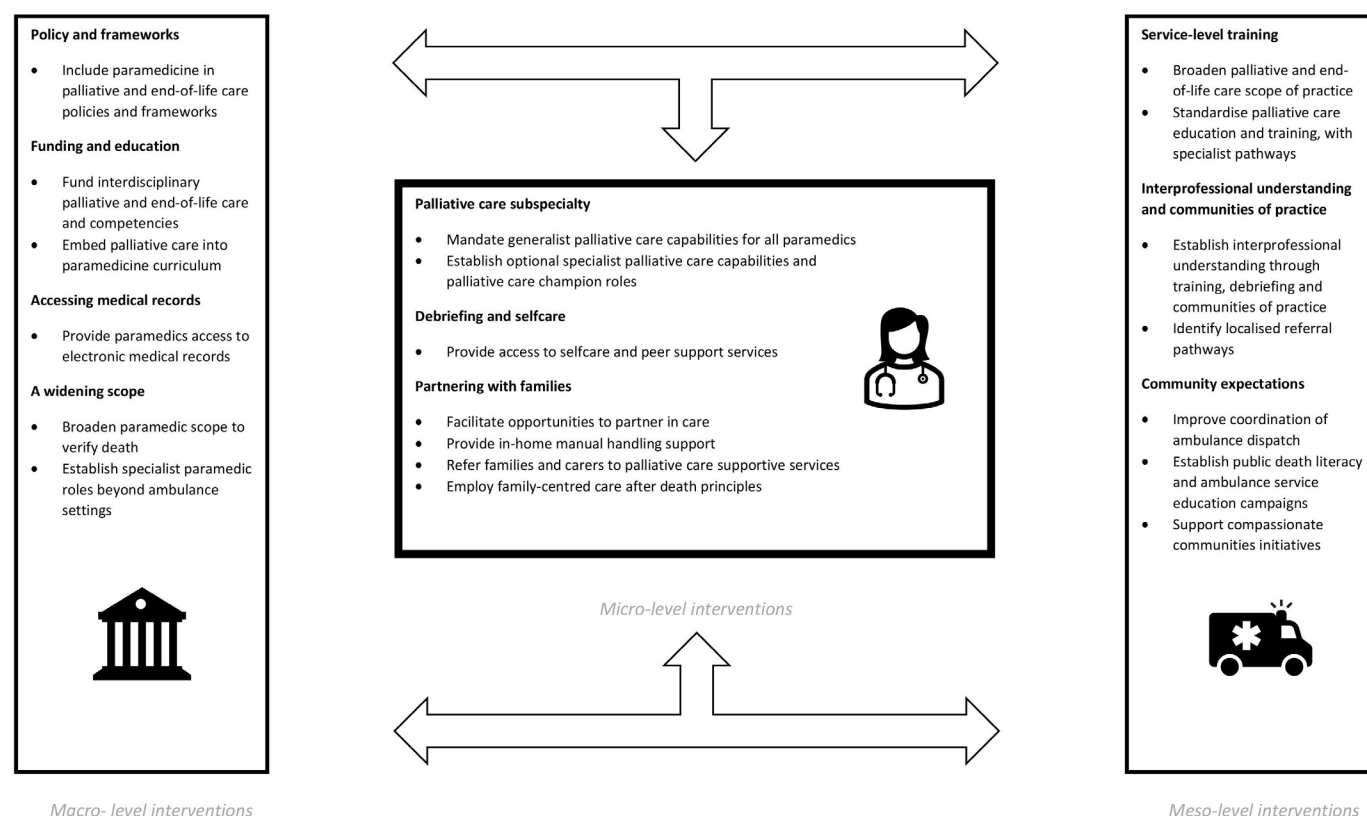 Policy and frameworks
• Include paramedicine in
palliative and end-of-life care
policies and frameworks
Funding and education
• Fund interdisciplinary
palliative and end-of-life care
and competencies
• Embed palliative care into
paramedicine curriculum
Accessing medical records
• Provide paramedics access to
electronic medical records
A widening scope
• Broaden paramedic scope to
verify death
• Establish specialist paramedic
roles beyond ambulance
settings
Macro- level interventions
Palliative care subspecialty
• Mandate generalist palliative care capabilities for all paramedics
• Establish optional specialist palliative care capabilities and
palliative care champion roles
Debriefing and selfcare
• Provide access to selfcare and peer support services
Partnering with families
• Facilitate opportunities to partner in care
• Provide in-home manual handling support
• Refer families and carers to palliative care supportive services
• Employ family-centred care after death principles
Micro-level interventions
Service-level training
• Broaden palliative and end-
of-life care scope of practice
• Standardise palliative care
education and training, with
specialist pathways
Interprofessional understanding
and communities of practice
• Establish interprofessional
understanding through
training, debriefing and
communities of practice
• Identify localised referral
pathways
Community expectations
• Improve coordination of
ambulance dispatch
• Establish public death literacy
and ambulance service
education campaigns
• Support compassionate
communities initiatives
Meso-level interventions